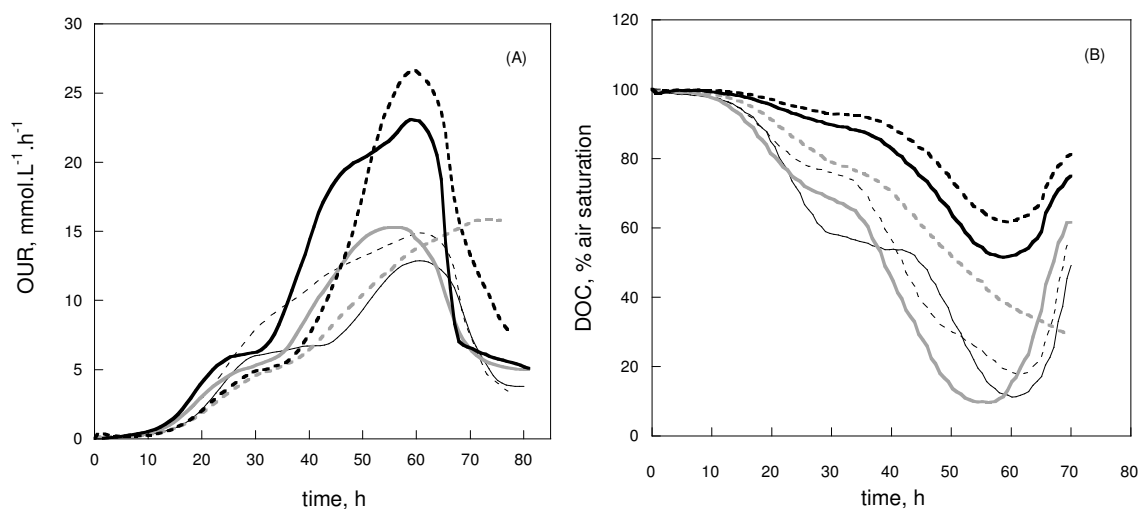 (A)
OUR, mmol.L⁻¹.h⁻¹
30
25
20
15
10
5
0
0 10 20 30 40 50 60 70 80
time, h
(B)
DOC, % air saturation
120
100
80
60
40
20
0
0 10 20 30 40 50 60 70 80
time, h